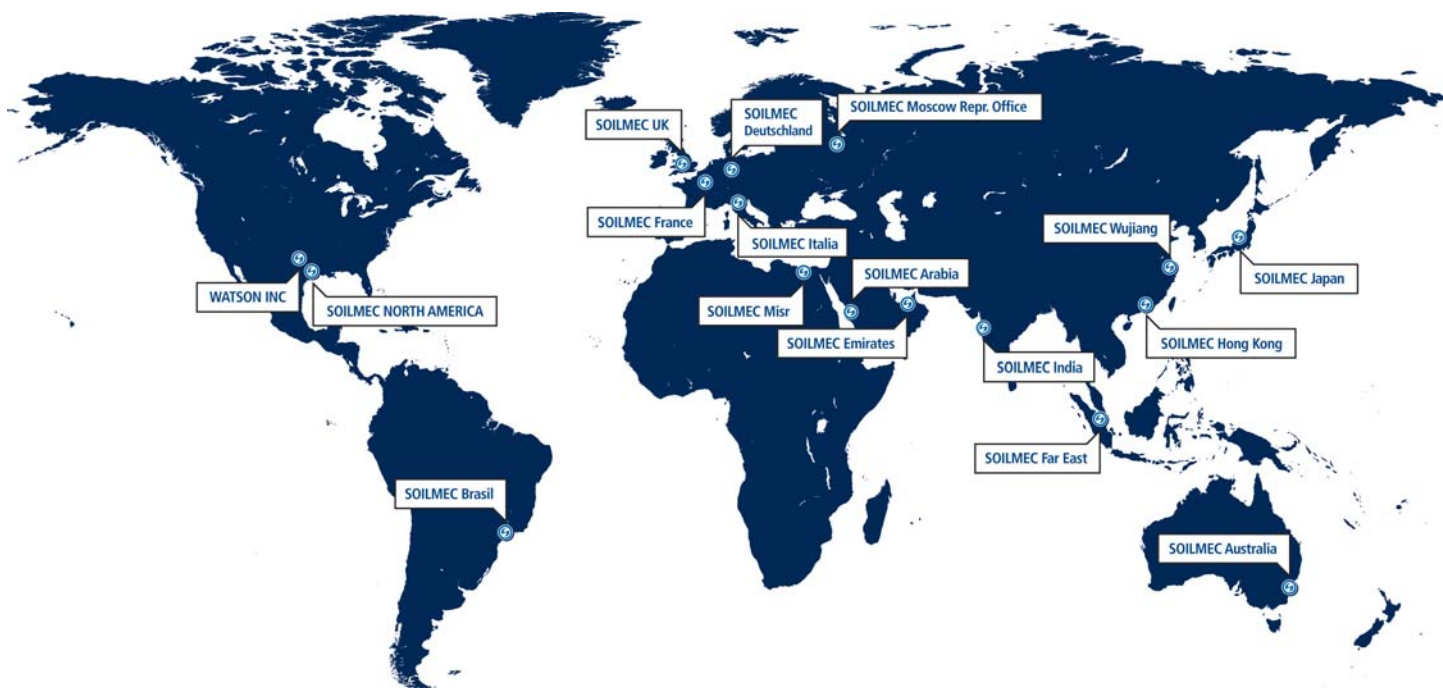 SOILMEC Moscow Repr. Office
SOILMEC UK
SOILMEC
Deutschland
SOILMEC France
SOILMEC Italia
SOILMEC Wujiang
SOILMEC Arabia
SOILMEC Japan
WATSON INC
SOILMEC NORTH AMERICA
SOILMEC Misr
SOILMEC Emirates
SOILMEC Hong Kong
SOILMEC India
SOILMEC Far East
SOILMEC Brasil
SOILMEC Australia